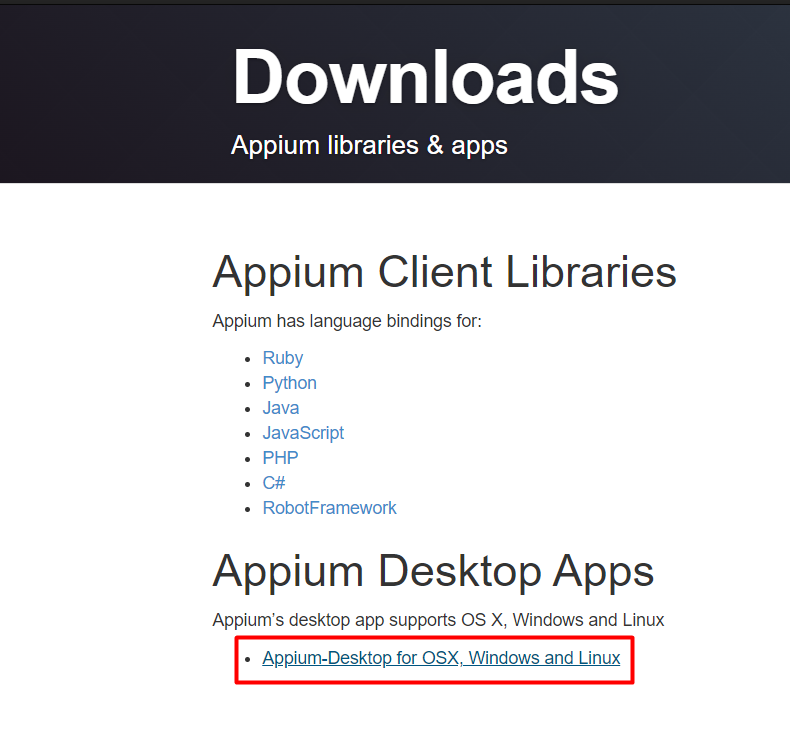 Downloads
Appium libraries & apps
Appium Client Libraries
Appium has language bindings for:
Ruby
Python
Java
JavaScript
PHP
C#
RobotFramework
Appium Desktop Apps
Appium's desktop app supports OS X, Windows and Linux
Appium-Desktop for OSX, Windows and Linux